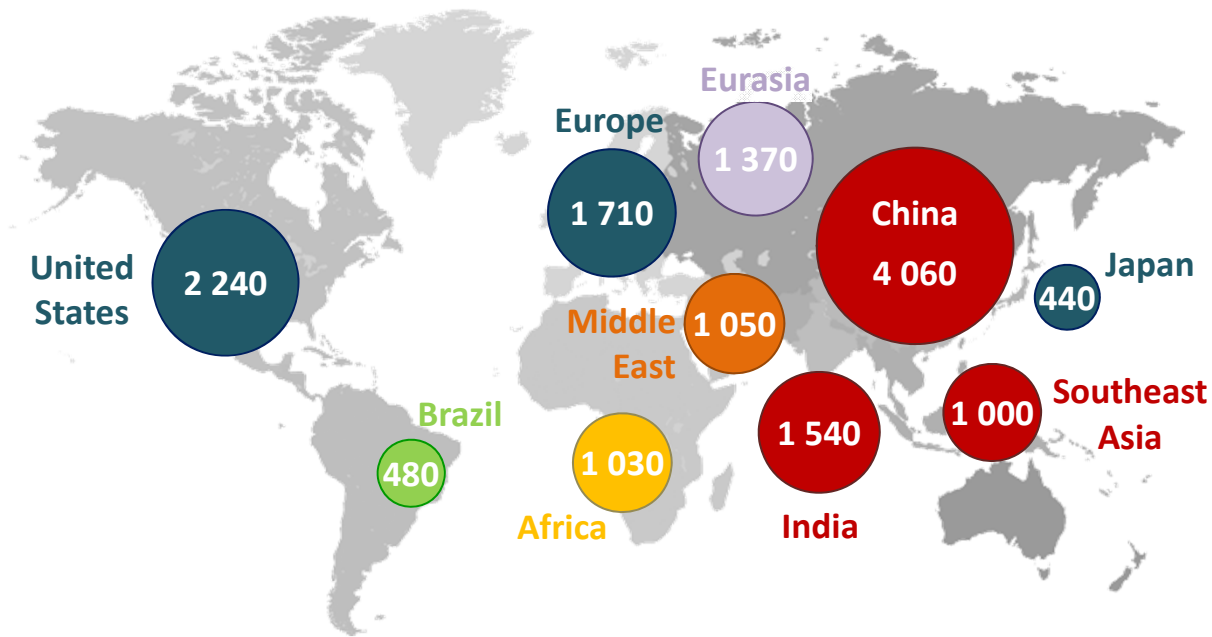 Eurasia
1 370
Europe
1 710
China
4 060
United
States
2 240
Japan
440
Middle
East
1 050
Brazil
480
Africa
1 030
India
1 540
Southeast
Asia
1 000